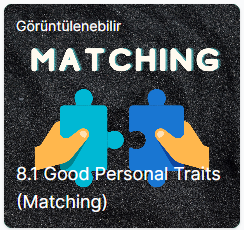 Görüntülenebilir
MATCHING
8.1 Good Personal Traits
(Matching)